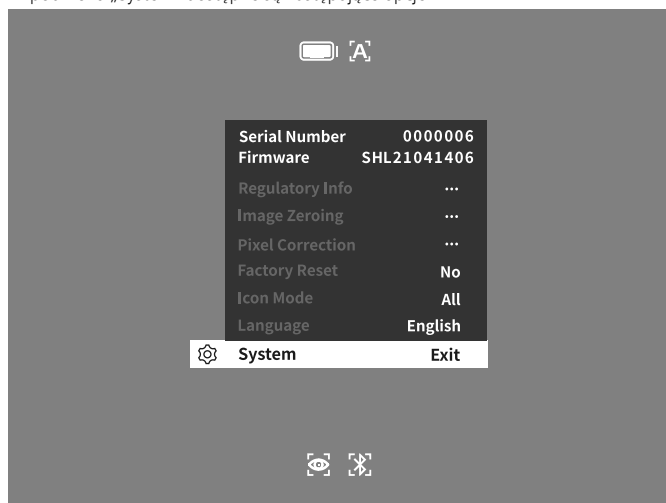 [A]
Serial Number 0000006
Firmware SHL21041406
Regulatory Info ...
Image Zeroing ...
Pixel Correction ...
Factory Reset No
Icon Mode All
Language English
System Exit